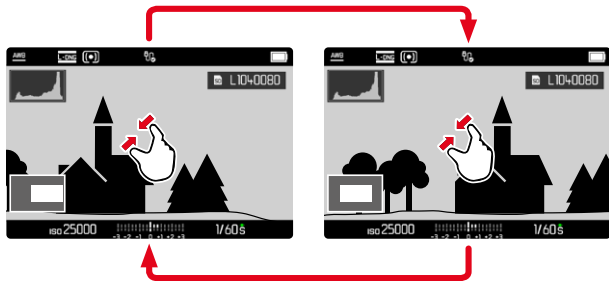 AWB L-DNG
L1040080
ISO 25000 -3 -2 -1 0 +1 +2 +3 1/60s
AWB L-DNG
L1040080
ISO 25000 -3 -2 -1 0 +1 +2 +3 1/60s